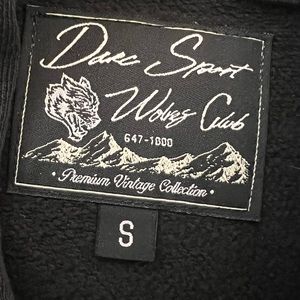 Darc Sport
Wolves Club
647-1000
• Premium Vintage Collection •
S